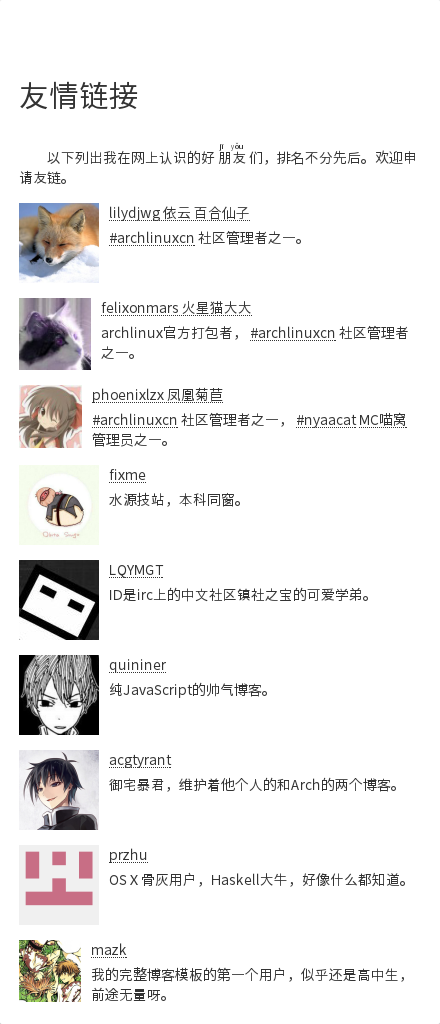 友情链接
jī yǒu
以下列出我在网上认识的好朋友们，排名不分先后。欢迎申
请友链。
lilydjwg 依云 百合仙子
#archlinuxcn 社区管理者之一。
felixonmars 火星猫大大
archlinux官方打包者， #archlinuxcn 社区管理者
之一。
phoenixlzx 凤凰菊苣
#archlinuxcn 社区管理者之一， #nyaacat MC喵窝
管理员之一。
fixme
水源技站，本科同窗。
LQYMGT
ID是irc上的中文社区镇社之宝的可爱学弟。
quininer
纯JavaScript的帅气博客。
acgtyrant
御宅暴君，维护着他个人的和Arch的两个博客。
przhu
OS X 骨灰用户，Haskell大牛，好像什么都知道。
mazk
我的完整博客模板的第一个用户，似乎还是高中生，
前途无量呀。